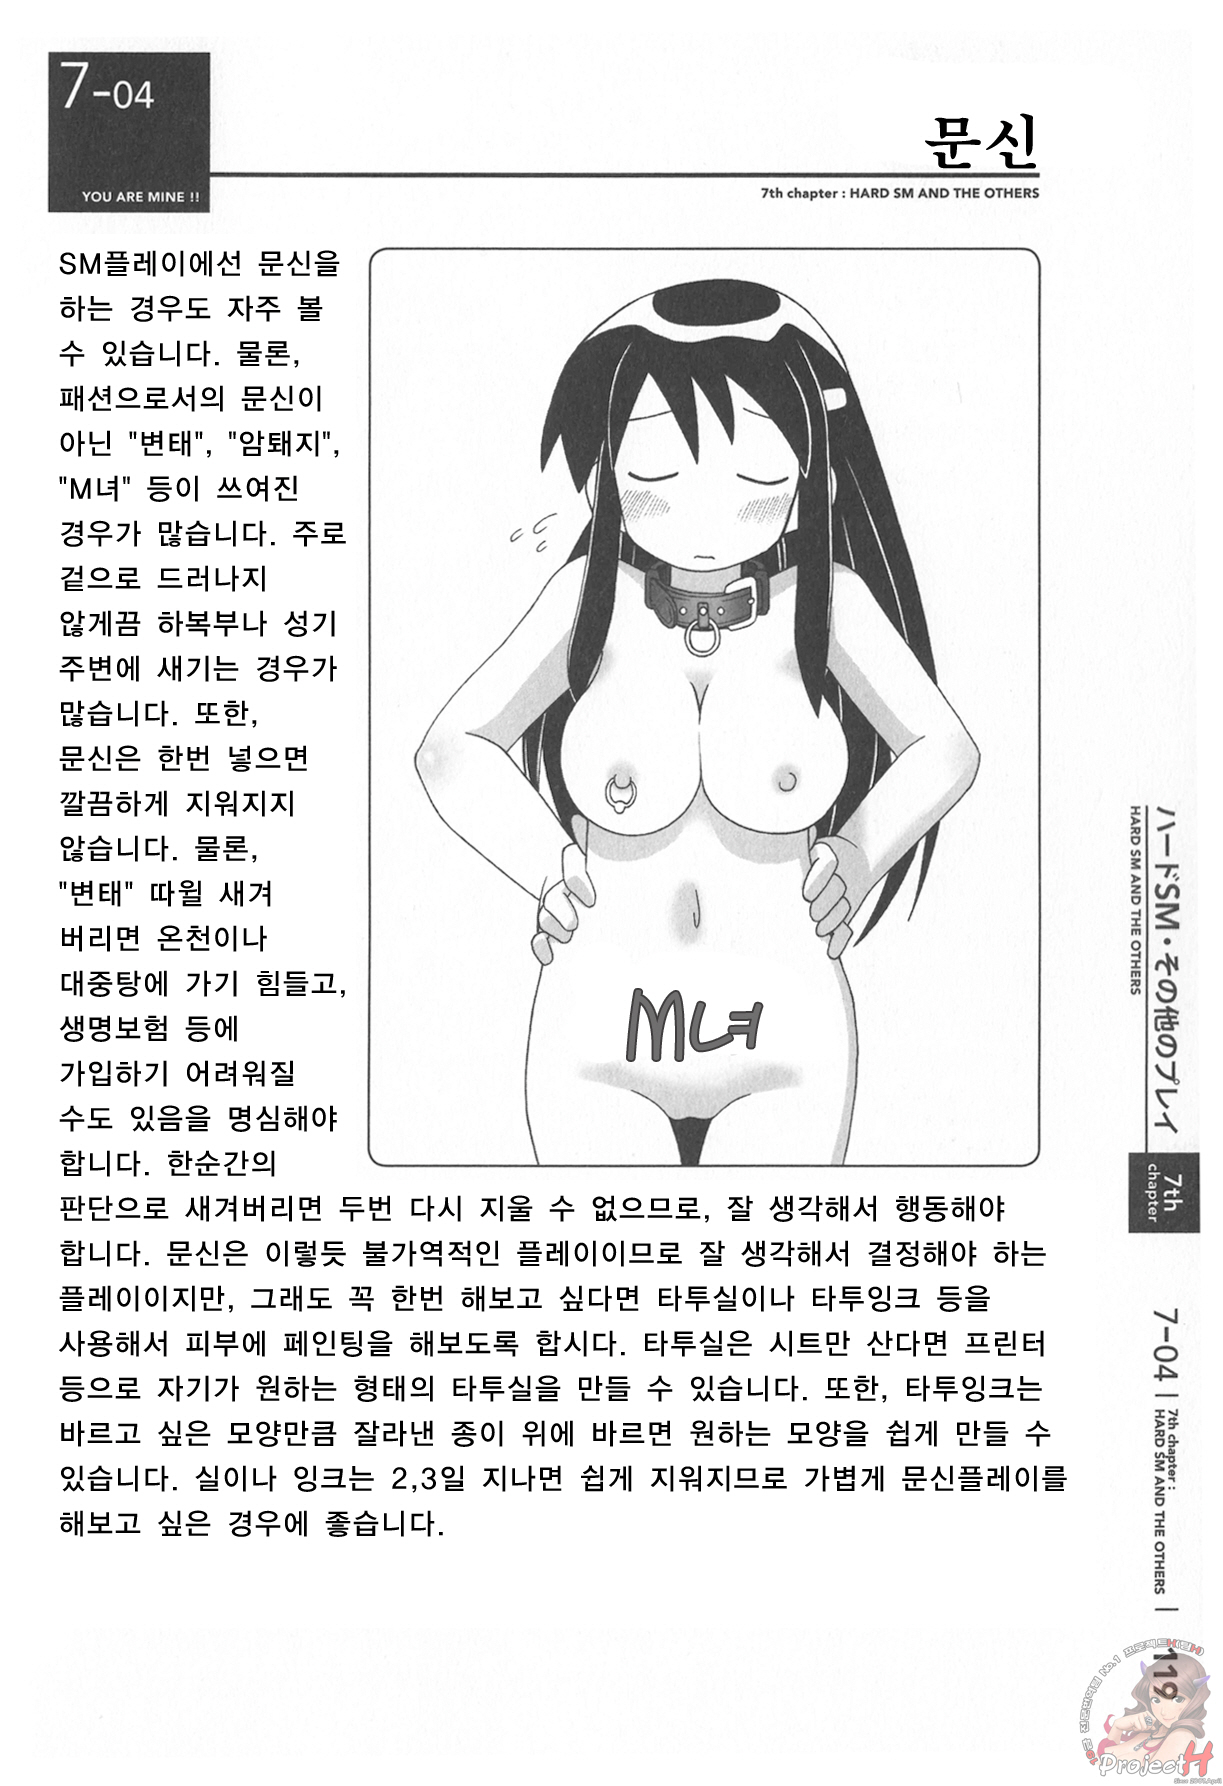 7-04
YOU ARE MINE !!
문신
7th chapter : HARD SM AND THE OTHERS
SM플레이에선 문신을
하는 경우도 자주 볼
수 있습니다. 물론,
패션으로서의 문신이
아닌 "변태", "암퇘지",
"M녀" 등이 쓰여진
경우가 많습니다. 주로
겉으로 드러나지
않게끔 하복부나 성기
주변에 새기는 경우가
많습니다. 또한,
문신은 한번 넣으면
깔끔하게 지워지지
않습니다. 물론,
"변태" 따윌 새겨
버리면 온천이나
대중탕에 가기 힘들고,
생명보험 등에
가입하기 어려워질
수도 있음을 명심해야
합니다. 한순간의
판단으로 새겨버리면 두번 다시 지울 수 없으므로, 잘 생각해서 행동해야
합니다. 문신은 이렇듯 불가역적인 플레이이므로 잘 생각해서 결정해야 하는
플레이이지만, 그래도 꼭 한번 해보고 싶다면 타투실이나 타투잉크 등을
사용해서 피부에 페인팅을 해보도록 합시다. 타투실은 시트만 산다면 프린터
등으로 자기가 원하는 형태의 타투실을 만들 수 있습니다. 또한, 타투잉크는
바르고 싶은 모양만큼 잘라낸 종이 위에 바르면 원하는 모양을 쉽게 만들 수
있습니다. 실이나 잉크는 2,3일 지나면 쉽게 지워지므로 가볍게 문신플레이를
해보고 싶은 경우에 좋습니다.
M녀
ハードSM・その他のプレイ
HARD SM AND THE OTHERS
7th
chapter
7-04 | 7th chapter :
HARD SM AND THE OTHERS |
119
ProjectH
Since 2008.April